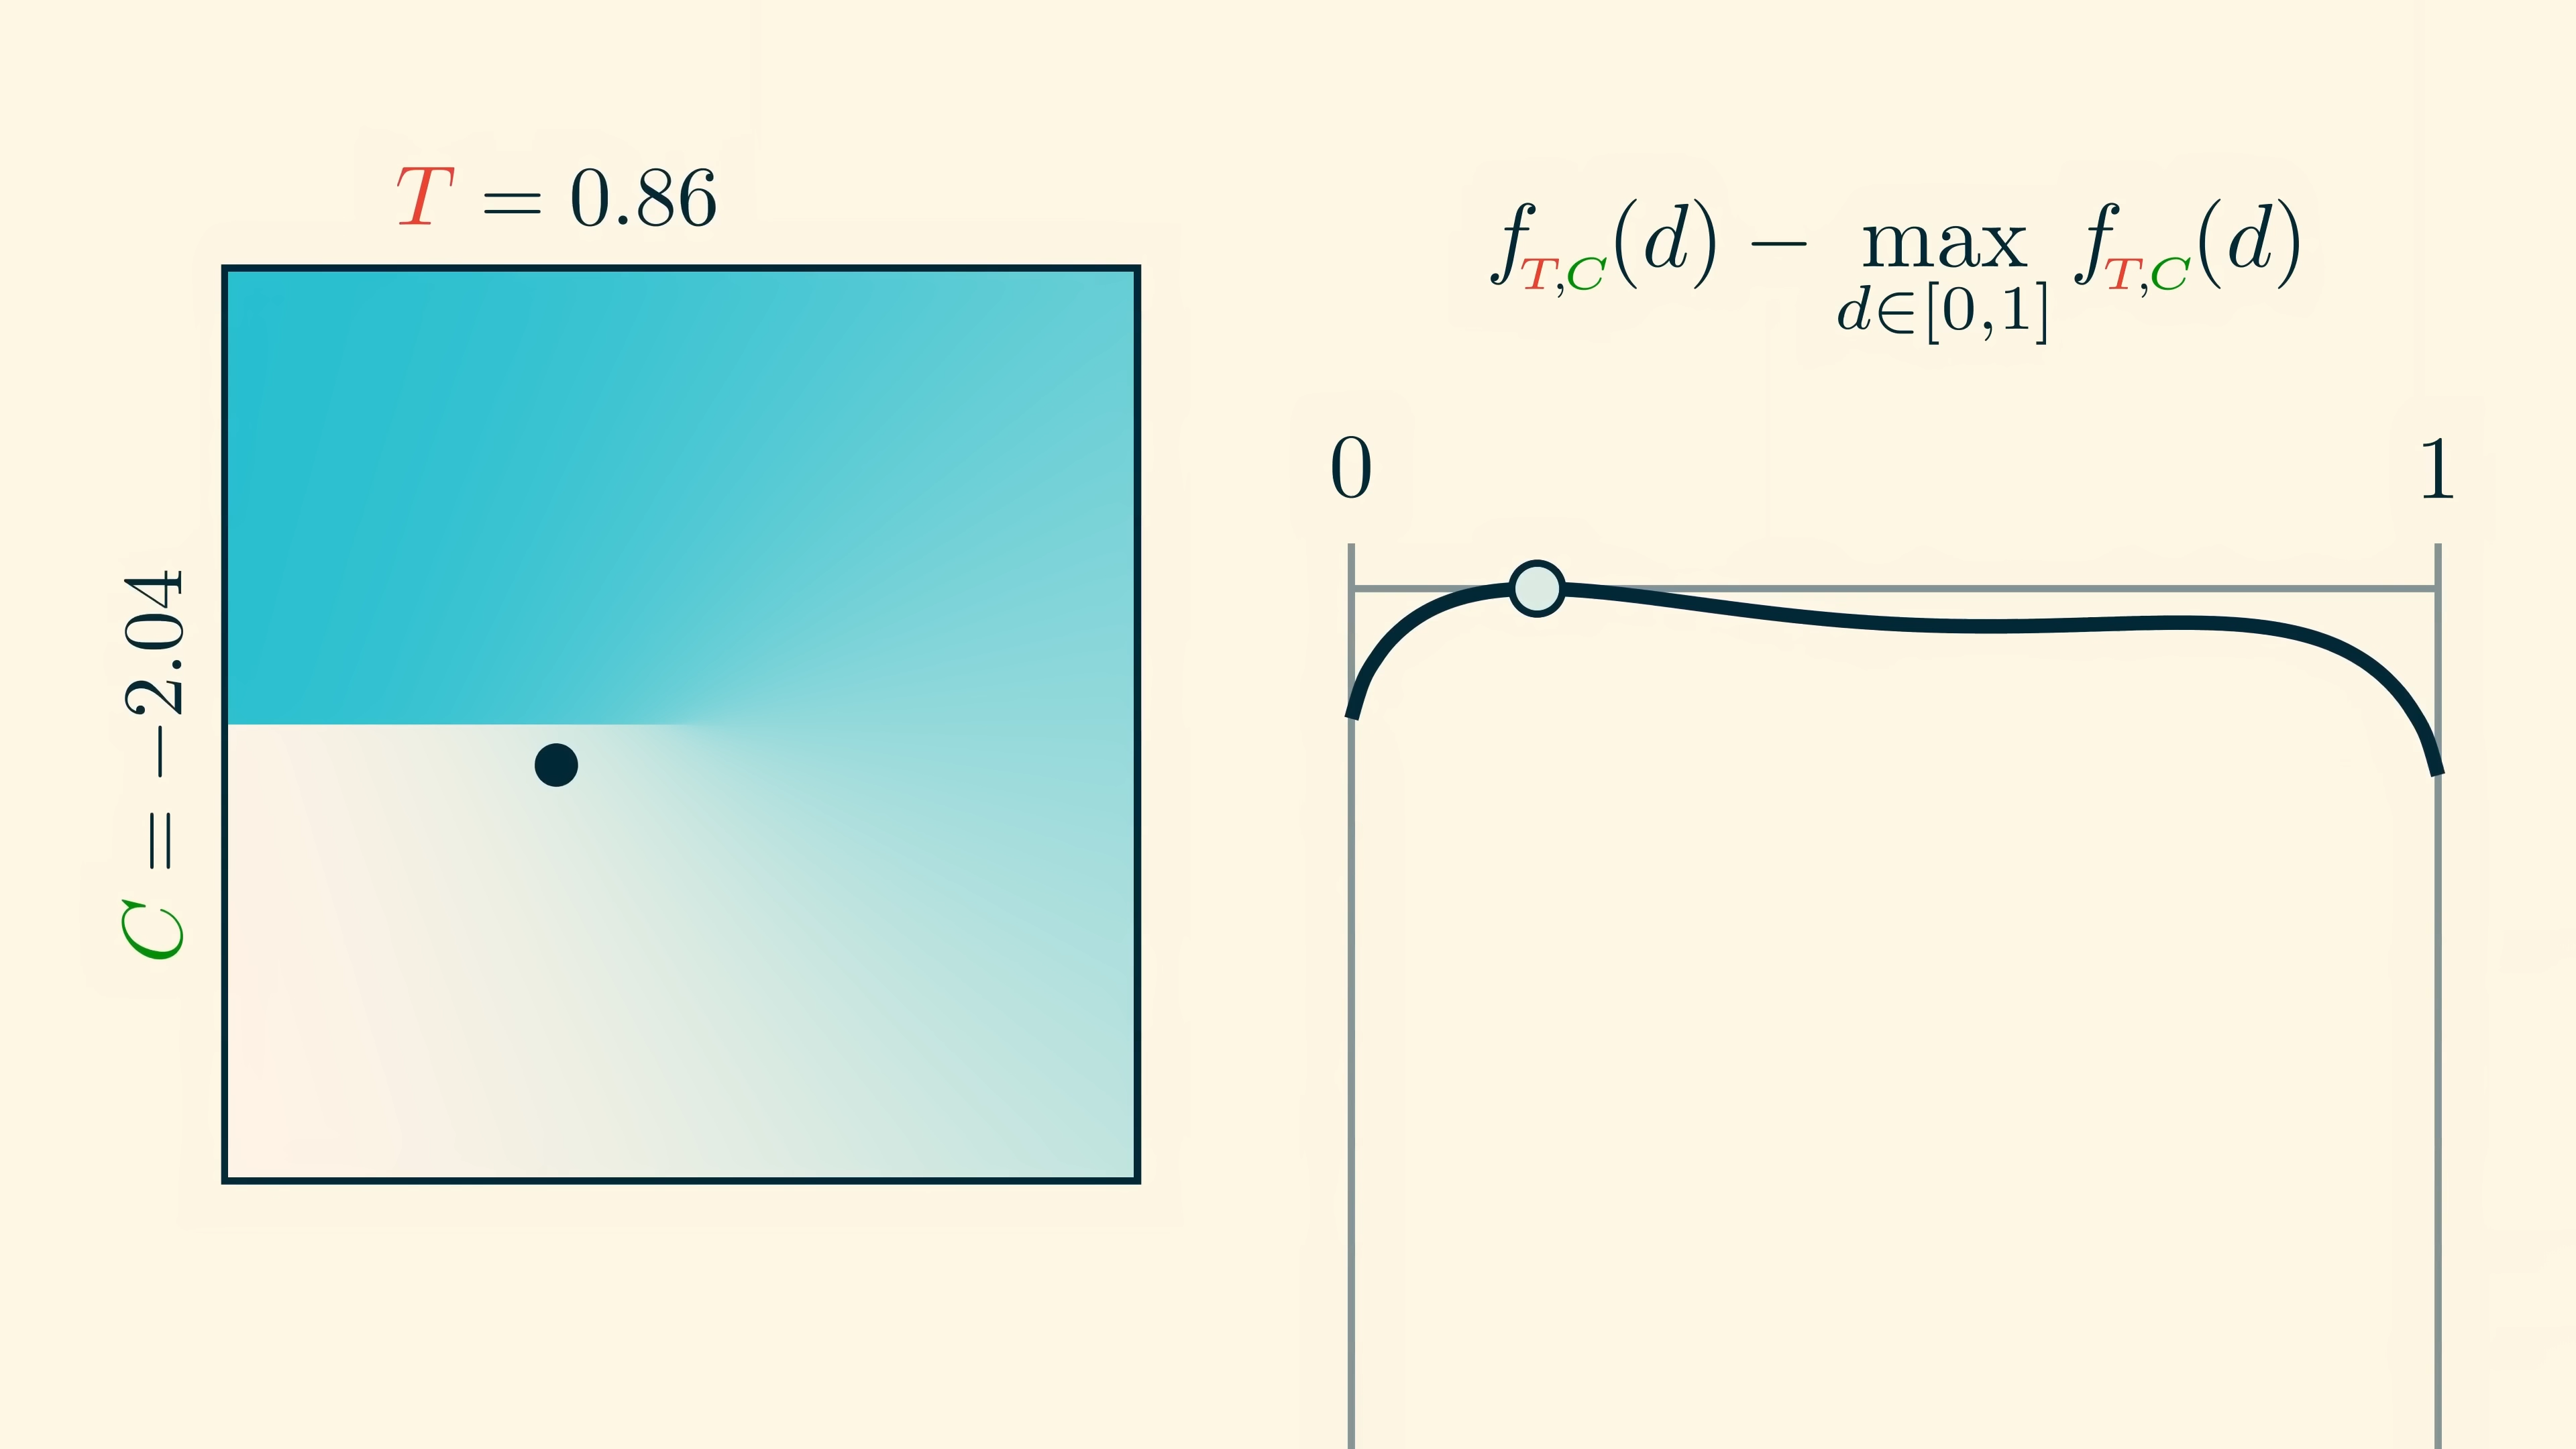 T = 0.86
C = −2.04
f_{T,C}(d) − max_{d∈[0,1]} f_{T,C}(d)
0
1